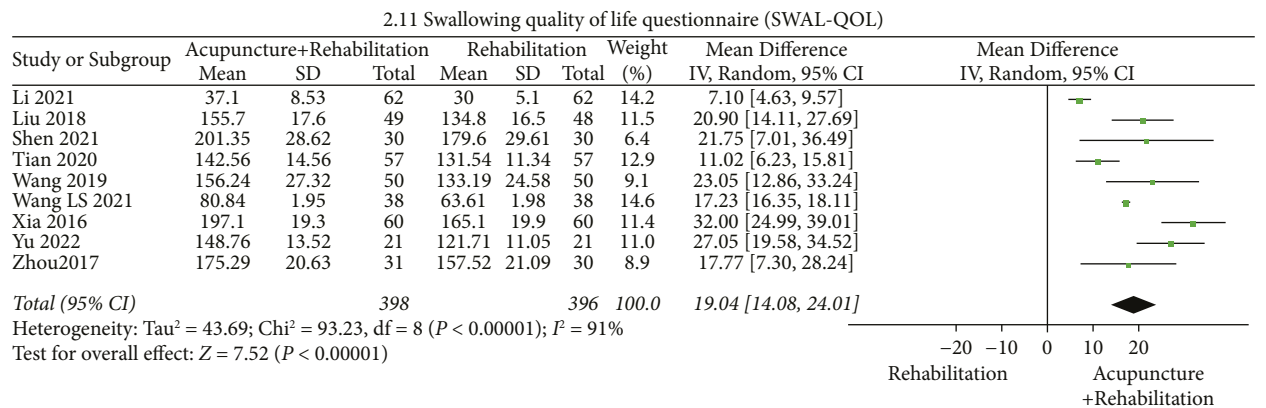 2.11 Swallowing quality of life questionnaire (SWAL-QOL)
Study or Subgroup Acupuncture+Rehabilitation Rehabilitation Weight Mean Difference Mean Difference
Mean SD Total Mean SD Total (%) IV, Random, 95% CI IV, Random, 95% CI
Li 2021 37.1 8.53 62 30 5.1 62 14.2 7.10 [4.63, 9.57]
Liu 2018 155.7 17.6 49 134.8 16.5 48 11.5 20.90 [14.11, 27.69]
Shen 2021 201.35 28.62 30 179.6 29.61 30 6.4 21.75 [7.01, 36.49]
Tian 2020 142.56 14.56 57 131.54 11.34 57 12.9 11.02 [6.23, 15.81]
Wang 2019 156.24 27.32 50 133.19 24.58 50 9.1 23.05 [12.86, 33.24]
Wang LS 2021 80.84 1.95 38 63.61 1.98 38 14.6 17.23 [16.35, 18.11]
Xia 2016 197.1 19.3 60 165.1 19.9 60 11.4 32.00 [24.99, 39.01]
Yu 2022 148.76 13.52 21 121.71 11.05 21 11.0 27.05 [19.58, 34.52]
Zhou2017 175.29 20.63 31 157.52 21.09 30 8.9 17.77 [7.30, 28.24]
Total (95% CI) 398 396 100.0 19.04 [14.08, 24.01]
Heterogeneity: Tau² = 43.69; Chi² = 93.23, df = 8 (P < 0.00001); I² = 91%
Test for overall effect: Z = 7.52 (P < 0.00001)
−20 −10 0 10 20
Rehabilitation Acupuncture
+Rehabilitation